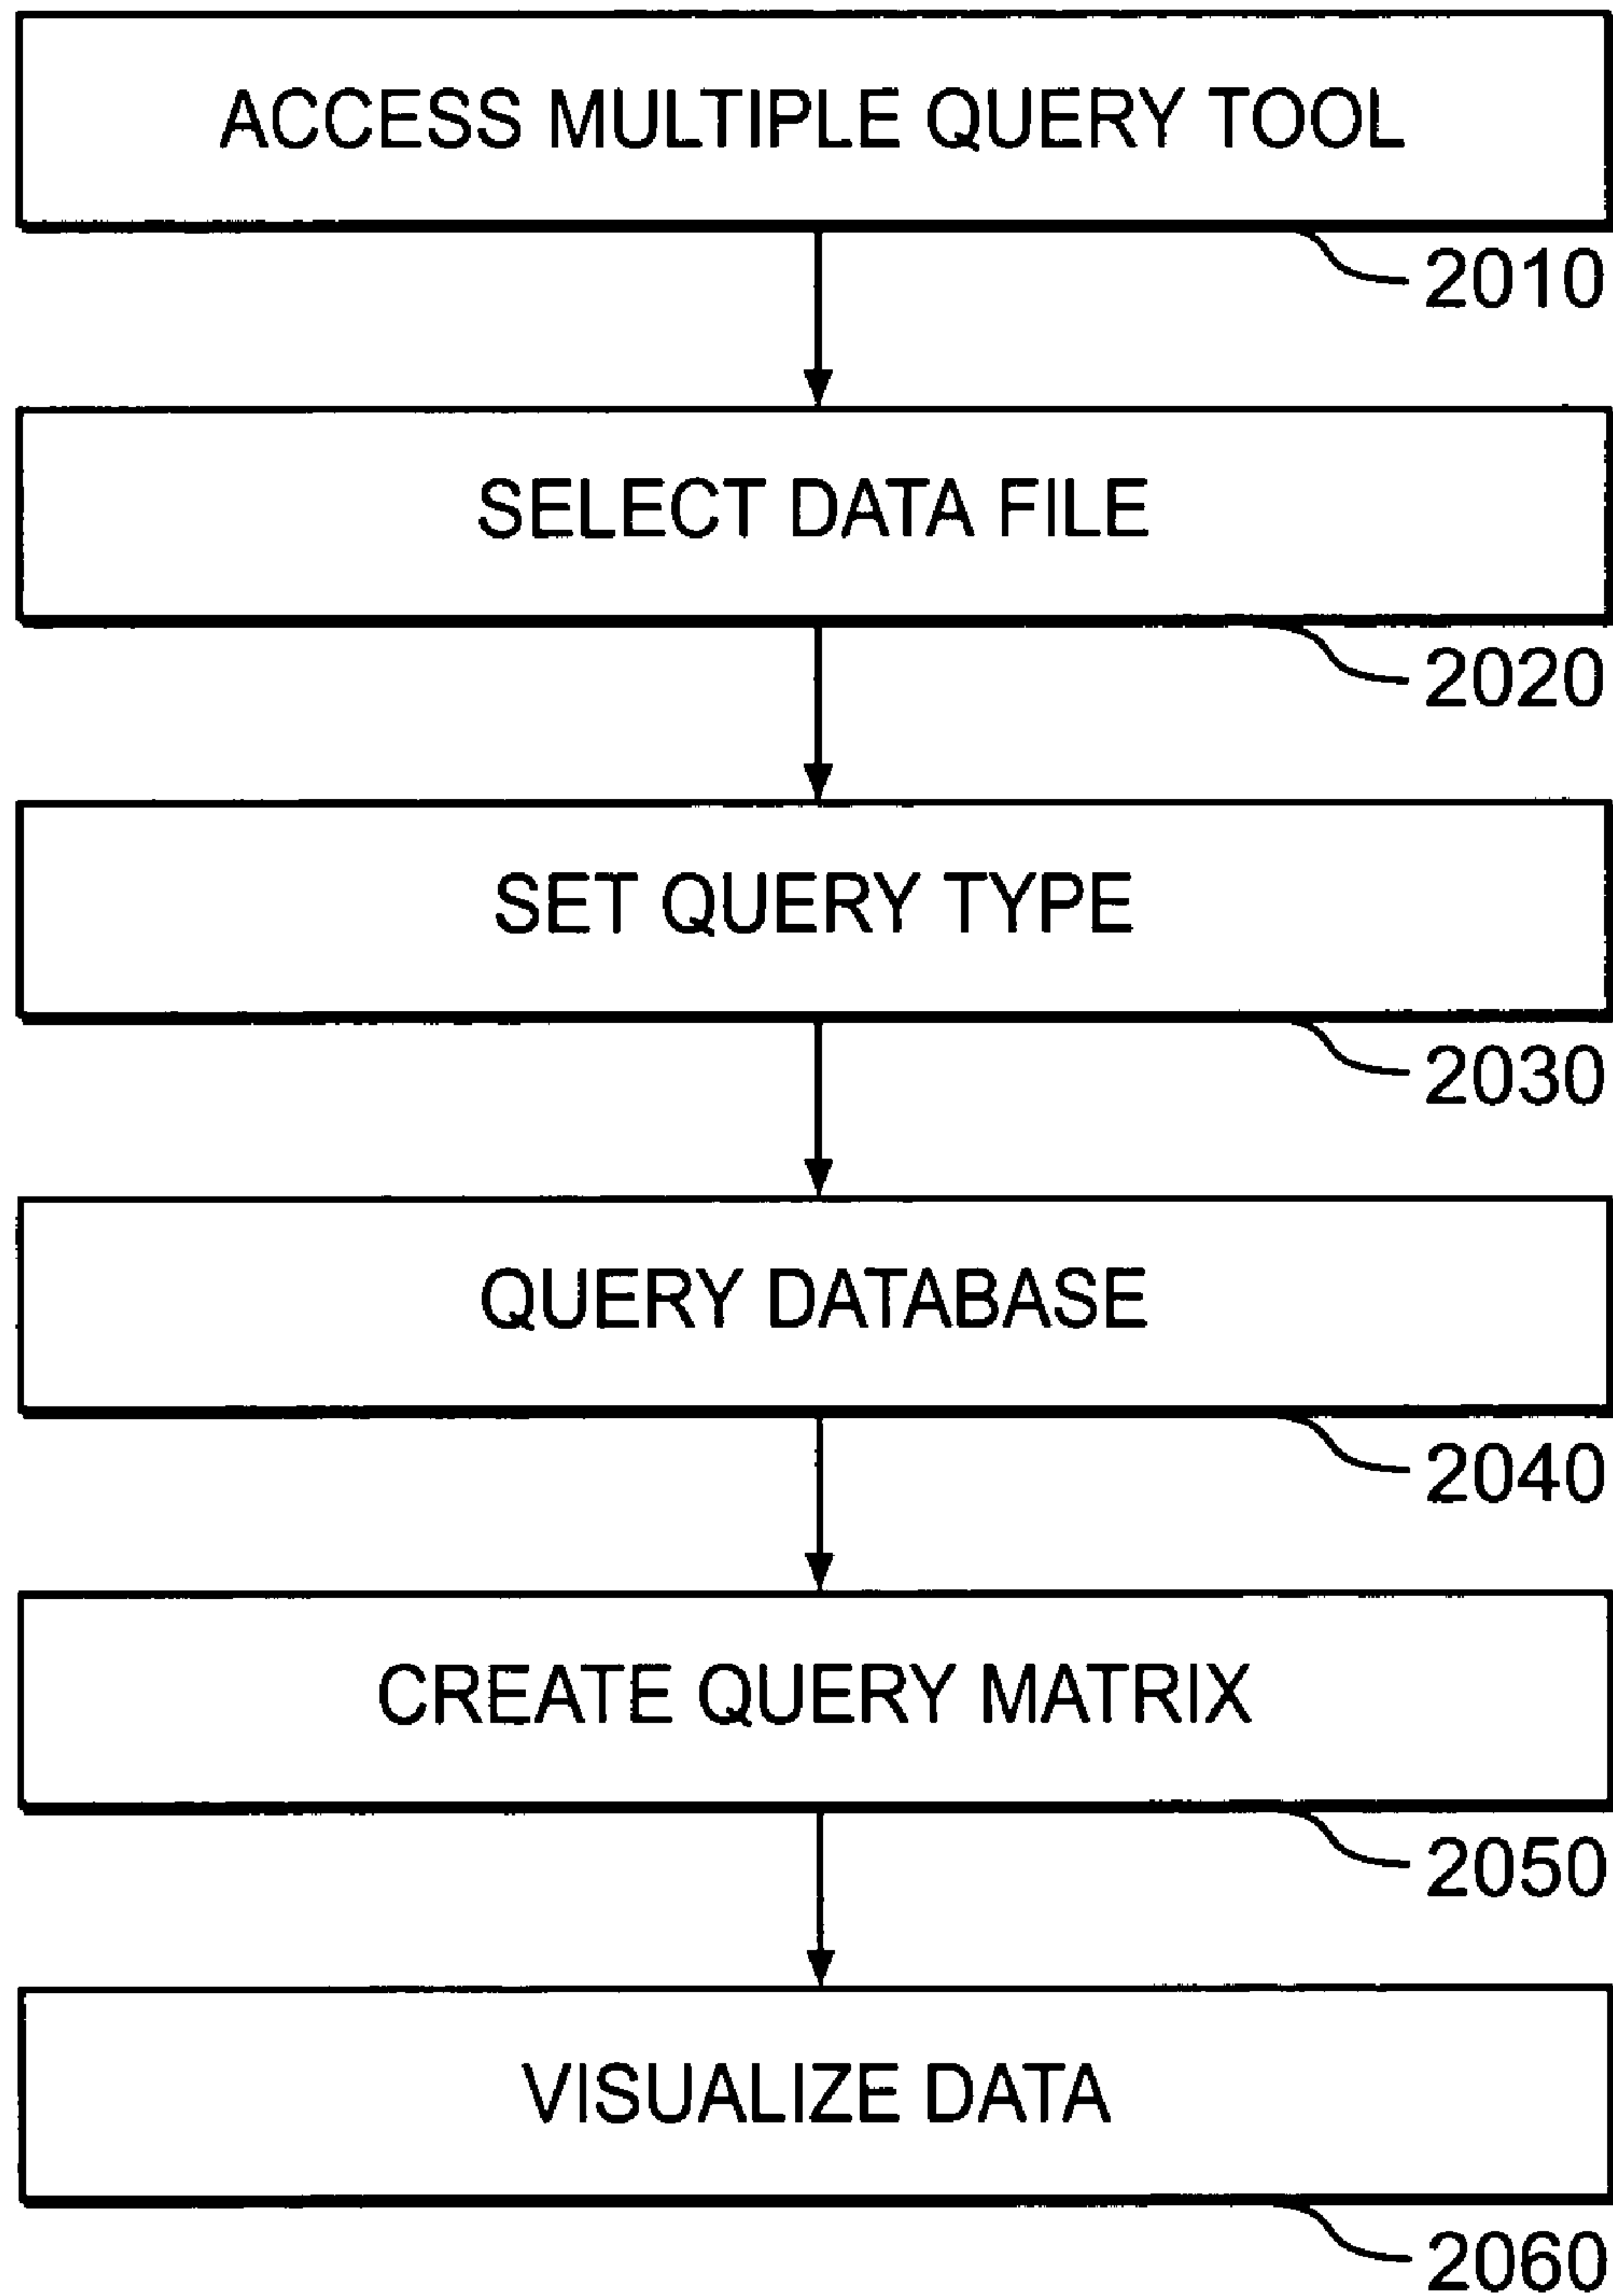 ACCESS MULTIPLE QUERY TOOL
2010
SELECT DATA FILE
2020
SET QUERY TYPE
2030
QUERY DATABASE
2040
CREATE QUERY MATRIX
2050
VISUALIZE DATA
2060